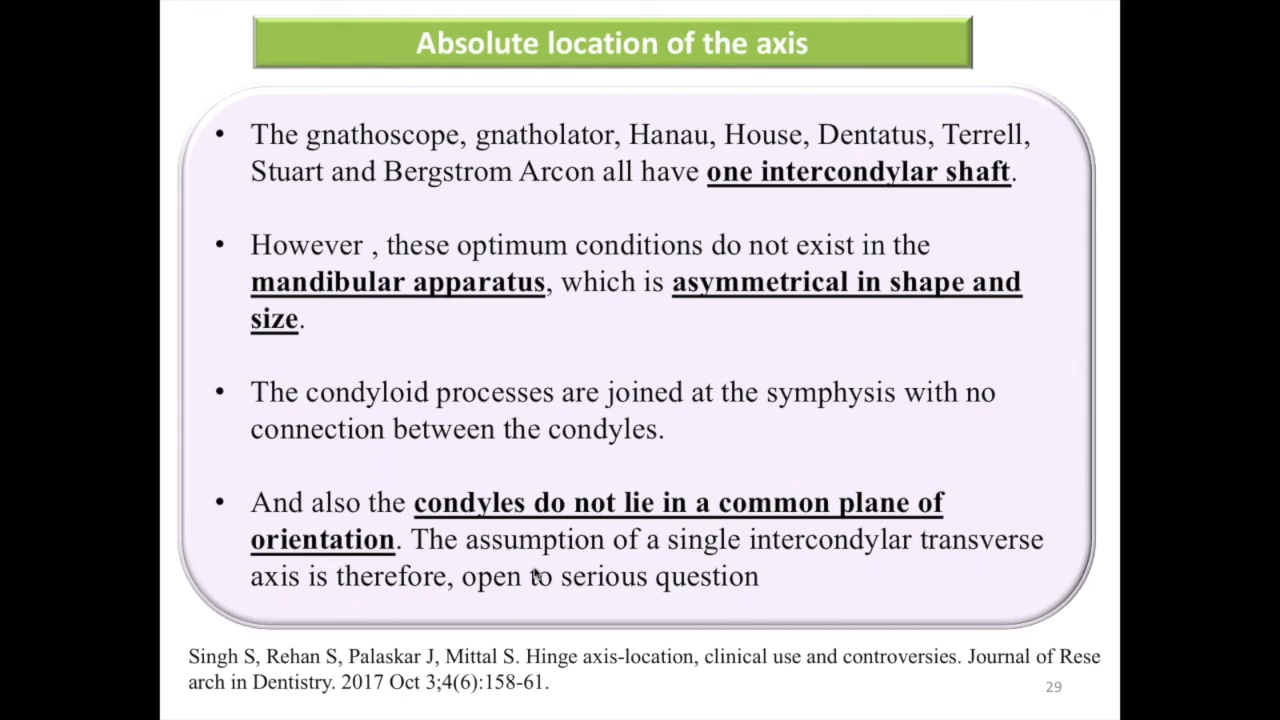 Absolute location of the axis
• The gnathoscope, gnatholator, Hanau, House, Dentatus, Terrell,
Stuart and Bergstrom Arcon all have one intercondylar shaft.
• However , these optimum conditions do not exist in the
mandibular apparatus, which is asymmetrical in shape and
size.
• The condyloid processes are joined at the symphysis with no
connection between the condyles.
• And also the condyles do not lie in a common plane of
orientation. The assumption of a single intercondylar transverse
axis is therefore, open to serious question
Singh S, Rehan S, Palaskar J, Mittal S. Hinge axis-location, clinical use and controversies. Journal of Rese
arch in Dentistry. 2017 Oct 3;4(6):158-61.
29